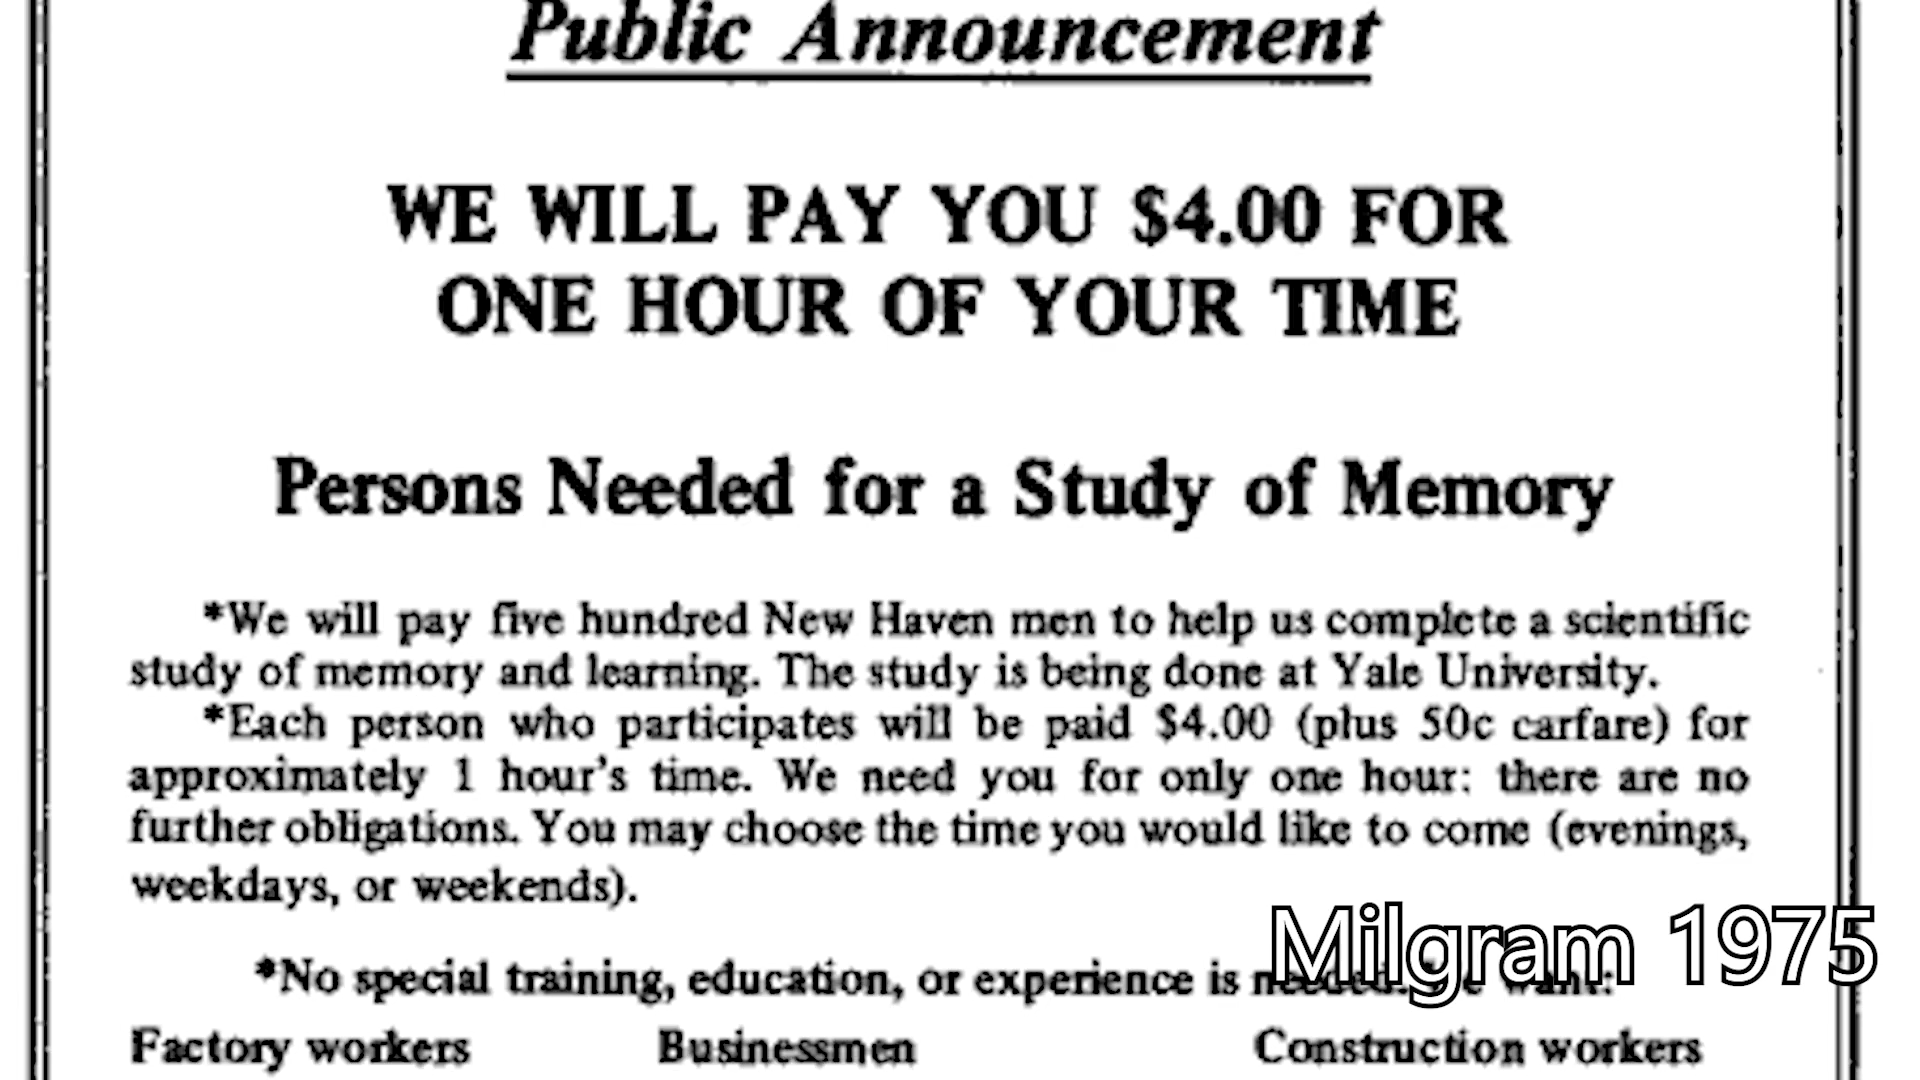 Public Announcement
WE WILL PAY YOU $4.00 FOR
ONE HOUR OF YOUR TIME
Persons Needed for a Study of Memory
*We will pay five hundred New Haven men to help us complete a scientific
study of memory and learning. The study is being done at Yale University.
*Each person who participates will be paid $4.00 (plus 50c carfare) for
approximately 1 hour's time. We need you for only one hour: there are no
further obligations. You may choose the time you would like to come (evenings,
weekdays, or weekends).
*No special training, education, or experience is needed. We want:
Milgram 1975
Factory workers Businessmen Construction workers